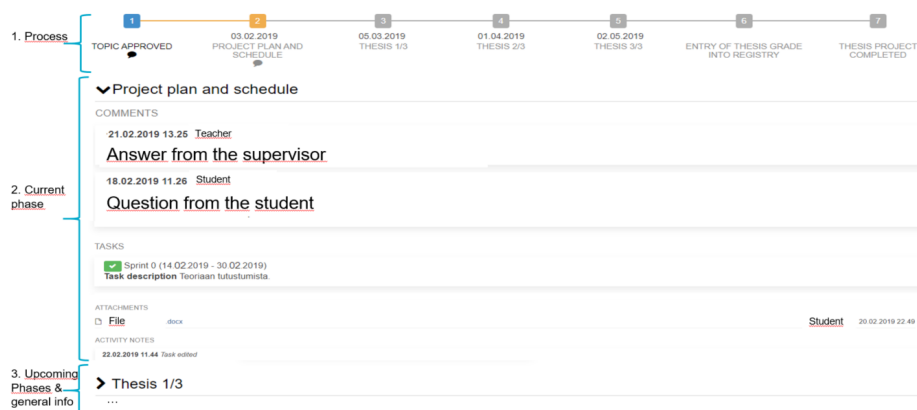 1. Process
1 2 3 4 5 6 7
03.02.2019 05.03.2019 01.04.2019 02.05.2019
TOPIC APPROVED PROJECT PLAN AND THESIS 1/3 THESIS 2/3 THESIS 3/3 ENTRY OF THESIS GRADE THESIS PROJECT
SCHEDULE INTO REGISTRY COMPLETED
Project plan and schedule
COMMENTS
21.02.2019 13.25 Teacher
Answer from the supervisor
2. Current
phase
18.02.2019 11.26 Student
Question from the student
TASKS
Sprint 0 (14.02.2019 - 30.02.2019)
Task description Teoriaan tutustumista.
ATTACHMENTS
File .docx Student 20.02.2019 22.49
ACTIVITY NOTES
22.02.2019 11.44 Task edited
3. Upcoming
Phases &
general info
Thesis 1/3
...